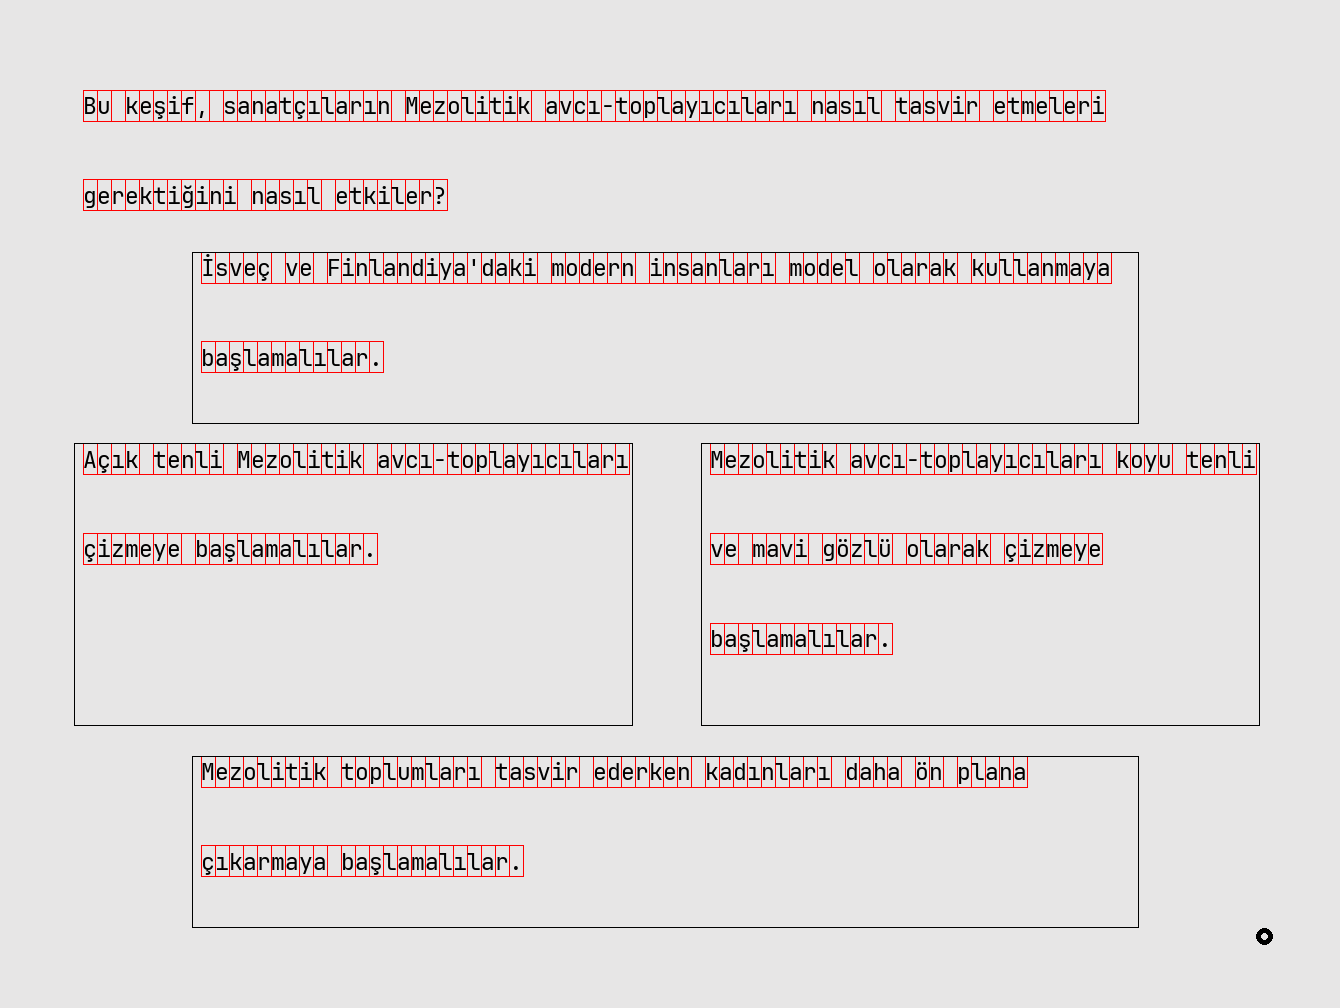 Bu keşif, sanatçıların Mezolitik avcı-toplayıcıları nasıl tasvir etmeleri
gerektiğini nasıl etkiler?
İsveç ve Finlandiya'daki modern insanları model olarak kullanmaya
başlamalılar.
Açık tenli Mezolitik avcı-toplayıcıları
çizmeye başlamalılar.
Mezolitik avcı-toplayıcıları koyu tenli
ve mavi gözlü olarak çizmeye
başlamalılar.
Mezolitik toplumları tasvir ederken kadınları daha ön plana
çıkarmaya başlamalılar.